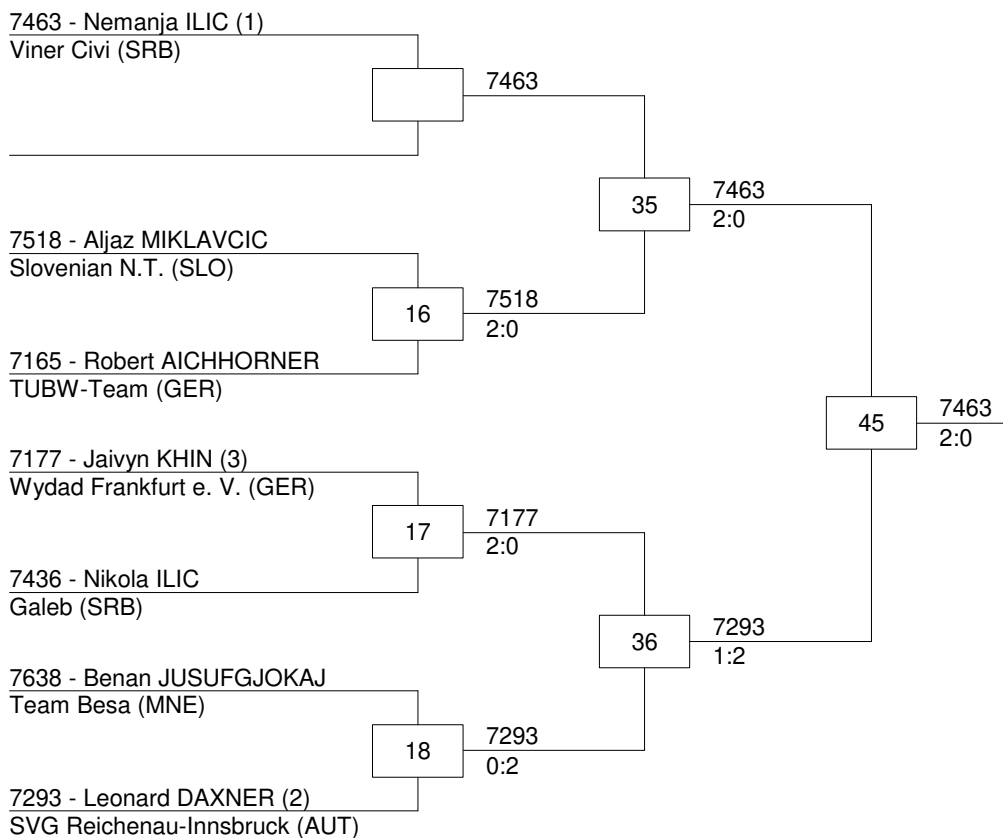 7463 - Nemanja ILIC (1)
Viner Civi (SRB)
7463
35
7463
2:0
7518 - Aljaz MIKLAVCIC
Slovenian N.T. (SLO)
16
7518
2:0
7165 - Robert AICHHORNER
TUBW-Team (GER)
45
7463
2:0
7177 - Jaivyn KHIN (3)
Wydad Frankfurt e. V. (GER)
17
7177
2:0
7436 - Nikola ILIC
Galeb (SRB)
36
7293
1:2
7638 - Benan JUSUFGJOKAJ
Team Besa (MNE)
18
7293
0:2
7293 - Leonard DAXNER (2)
SVG Reichenau-Innsbruck (AUT)